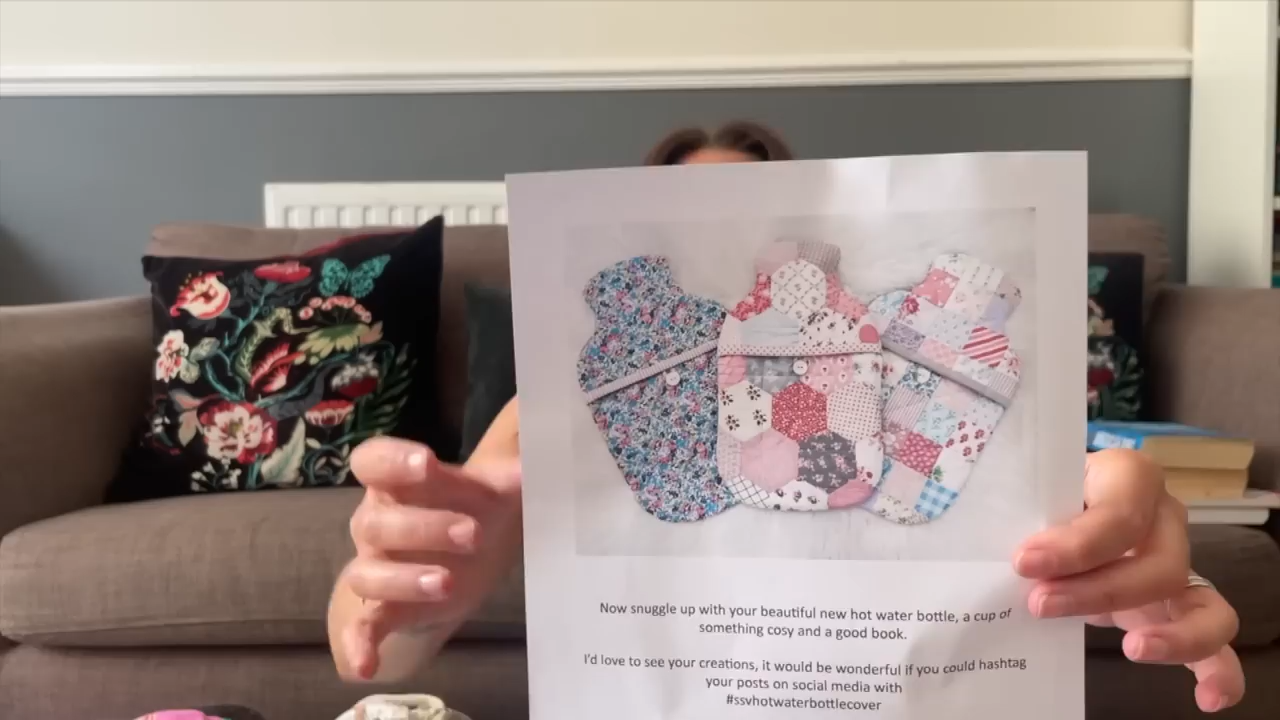 Now snuggle up with your beautiful new hot water bottle, a cup of
something cosy and a good book.
I'd love to see your creations, it would be wonderful if you could hashtag
your posts on social media with
#ssvhotwaterbottlecover